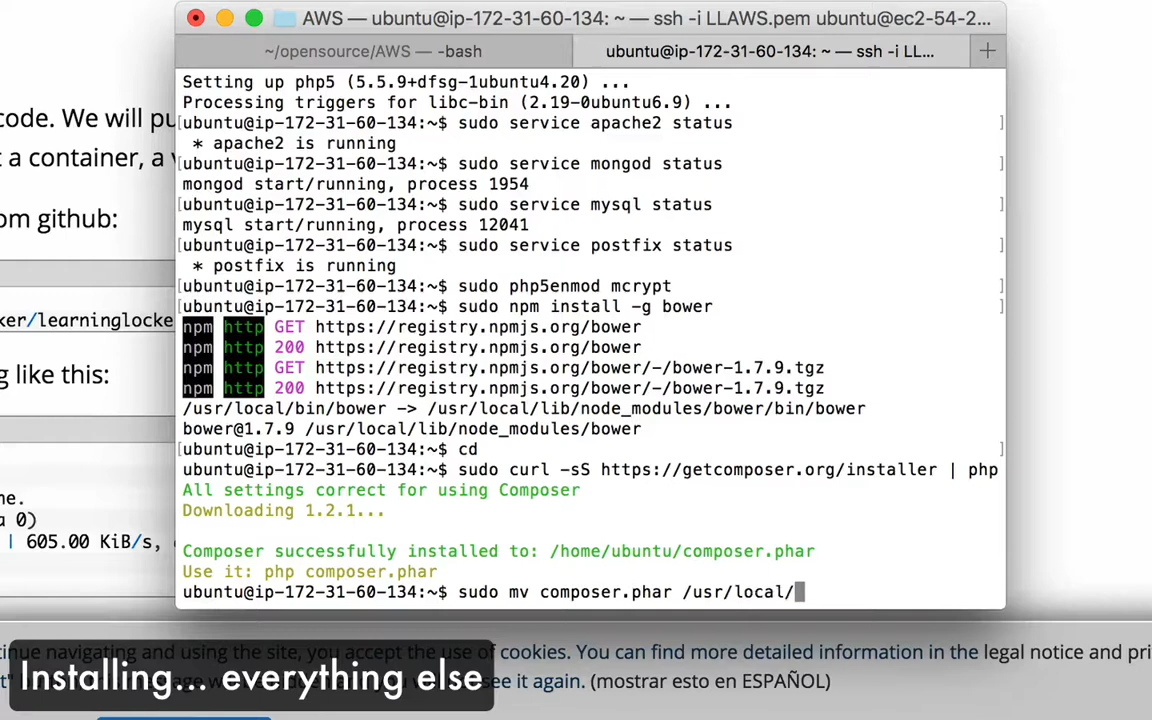 AWS — ubuntu@ip-172-31-60-134: ~ — ssh -i LLAWS.pem ubuntu@ec2-54-2...
~/opensource/AWS — -bash
ubuntu@ip-172-31-60-134: ~ — ssh -i LL... +
Setting up php5 (5.5.9+dfsg-1ubuntu4.20) ...
Processing triggers for libc-bin (2.19-0ubuntu6.9) ...
[ubuntu@ip-172-31-60-134:~$ sudo service apache2 status ]
* apache2 is running
[ubuntu@ip-172-31-60-134:~$ sudo service mongod status ]
mongod start/running, process 1954
[ubuntu@ip-172-31-60-134:~$ sudo service mysql status ]
mysql start/running, process 12041
[ubuntu@ip-172-31-60-134:~$ sudo service postfix status ]
* postfix is running
[ubuntu@ip-172-31-60-134:~$ sudo php5enmod mcrypt ]
[ubuntu@ip-172-31-60-134:~$ sudo npm install -g bower ]
npm http GET https://registry.npmjs.org/bower
npm http 200 https://registry.npmjs.org/bower
npm http GET https://registry.npmjs.org/bower/-/bower-1.7.9.tgz
npm http 200 https://registry.npmjs.org/bower/-/bower-1.7.9.tgz
/usr/local/bin/bower -> /usr/local/lib/node_modules/bower/bin/bower
bower@1.7.9 /usr/local/lib/node_modules/bower
[ubuntu@ip-172-31-60-134:~$ cd ]
ubuntu@ip-172-31-60-134:~$ sudo curl -sS https://getcomposer.org/installer | php
All settings correct for using Composer
Downloading 1.2.1...
Composer successfully installed to: /home/ubuntu/composer.phar
Use it: php composer.phar
ubuntu@ip-172-31-60-134:~$ sudo mv composer.phar /usr/local/
code. We will pu
t a container, a v
om github:
ker/learninglocke
g like this:
me.
a 0)
| 605.00 KiB/s,
tinue navigating and using the site, you accept the use of cookies. You can find more detailed information in the legal notice and pri
see it again. (mostrar esto en ESPAÑOL)
Installing... everything else